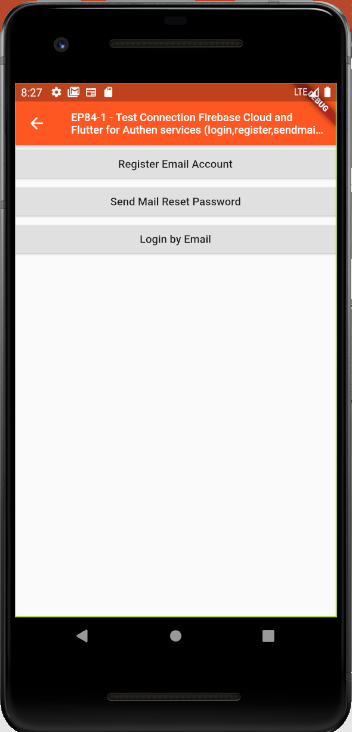 8:27
LTE
DEBUG
EP84-1 - Test Connection Firebase Cloud and
Flutter for Authen services (login,register,sendmai...
Register Email Account
Send Mail Reset Password
Login by Email